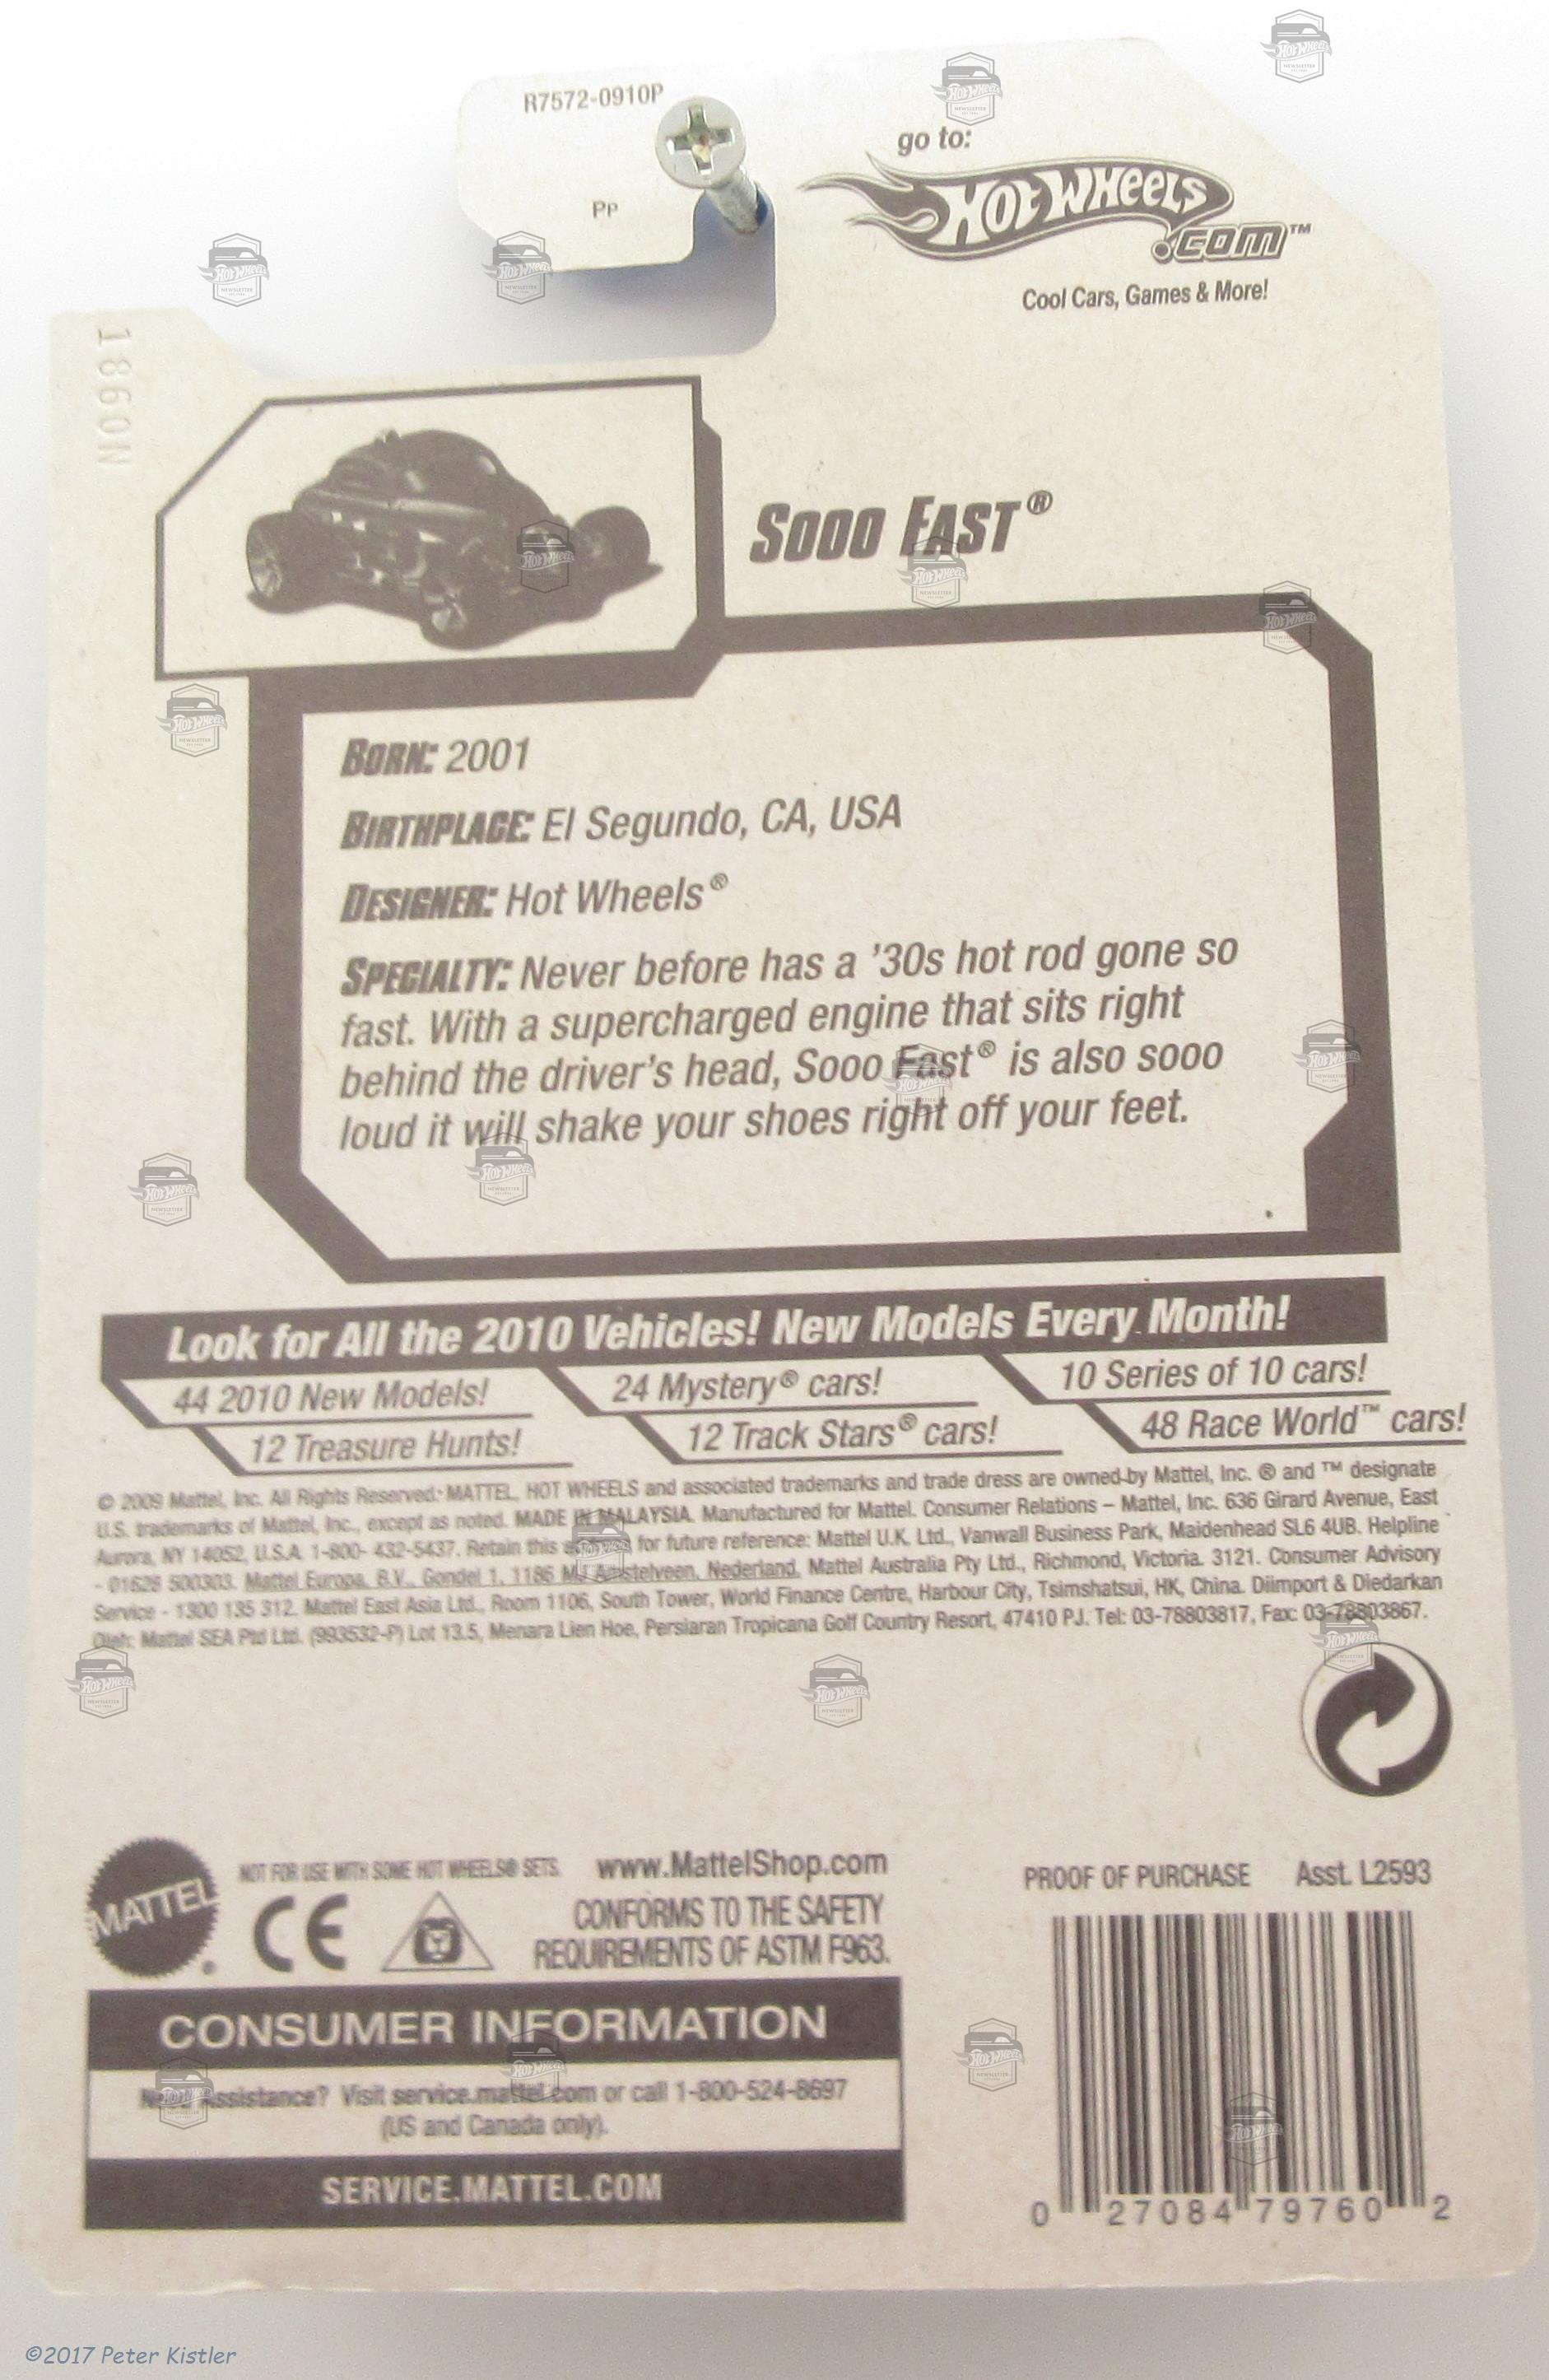 R7572-0910P
PP
go to:
Hot Wheels
.com™
Cool Cars, Games & More!
1860N
Sooo Fast®
Born: 2001
Birthplace: El Segundo, CA, USA
Designer: Hot Wheels®
Specialty: Never before has a '30s hot rod gone so
fast. With a supercharged engine that sits right
behind the driver's head, Sooo Fast® is also sooo
loud it will shake your shoes right off your feet.
Look for All the 2010 Vehicles! New Models Every Month!
44 2010 New Models!
24 Mystery® cars!
10 Series of 10 cars!
12 Treasure Hunts!
12 Track Stars® cars!
48 Race World™ cars!
© 2009 Mattel, Inc. All Rights Reserved. MATTEL, HOT WHEELS and associated trademarks and trade dress are owned by Mattel, Inc. ® and ™ designate
U.S. trademarks of Mattel, Inc., except as noted. MADE IN MALAYSIA. Manufactured for Mattel. Consumer Relations – Mattel, Inc. 636 Girard Avenue, East
Aurora, NY 14052, U.S.A. 1-800- 432-5437. Retain this address for future reference: Mattel U.K. Ltd., Vanwall Business Park, Maidenhead SL6 4UB. Helpline
- 01628 500303. Mattel Europa, B.V., Gondel 1, 1186 MJ Amstelveen, Nederland. Mattel Australia Pty Ltd., Richmond, Victoria. 3121. Consumer Advisory
Service - 1300 135 312. Mattel East Asia Ltd., Room 1106, South Tower, World Finance Centre, Harbour City, Tsimshatsui, HK, China. Diimport & Diedarkan
Oleh: Mattel SEA Ptd Ltd. (993532-P) Lot 13.5, Menara Lien Hoe, Persiaran Tropicana Golf Country Resort, 47410 PJ. Tel: 03-78803817, Fax: 03-78803867.
MATTEL
NOT FOR USE WITH SOME HOT WHEELS® SETS.
www.MattelShop.com
CE
CONFORMS TO THE SAFETY
REQUIREMENTS OF ASTM F963.
PROOF OF PURCHASE Asst. L2593
CONSUMER INFORMATION
Need Assistance? Visit service.mattel.com or call 1-800-524-8697
(US and Canada only).
SERVICE.MATTEL.COM
0 27084 79760 2
©2017 Peter Kistler